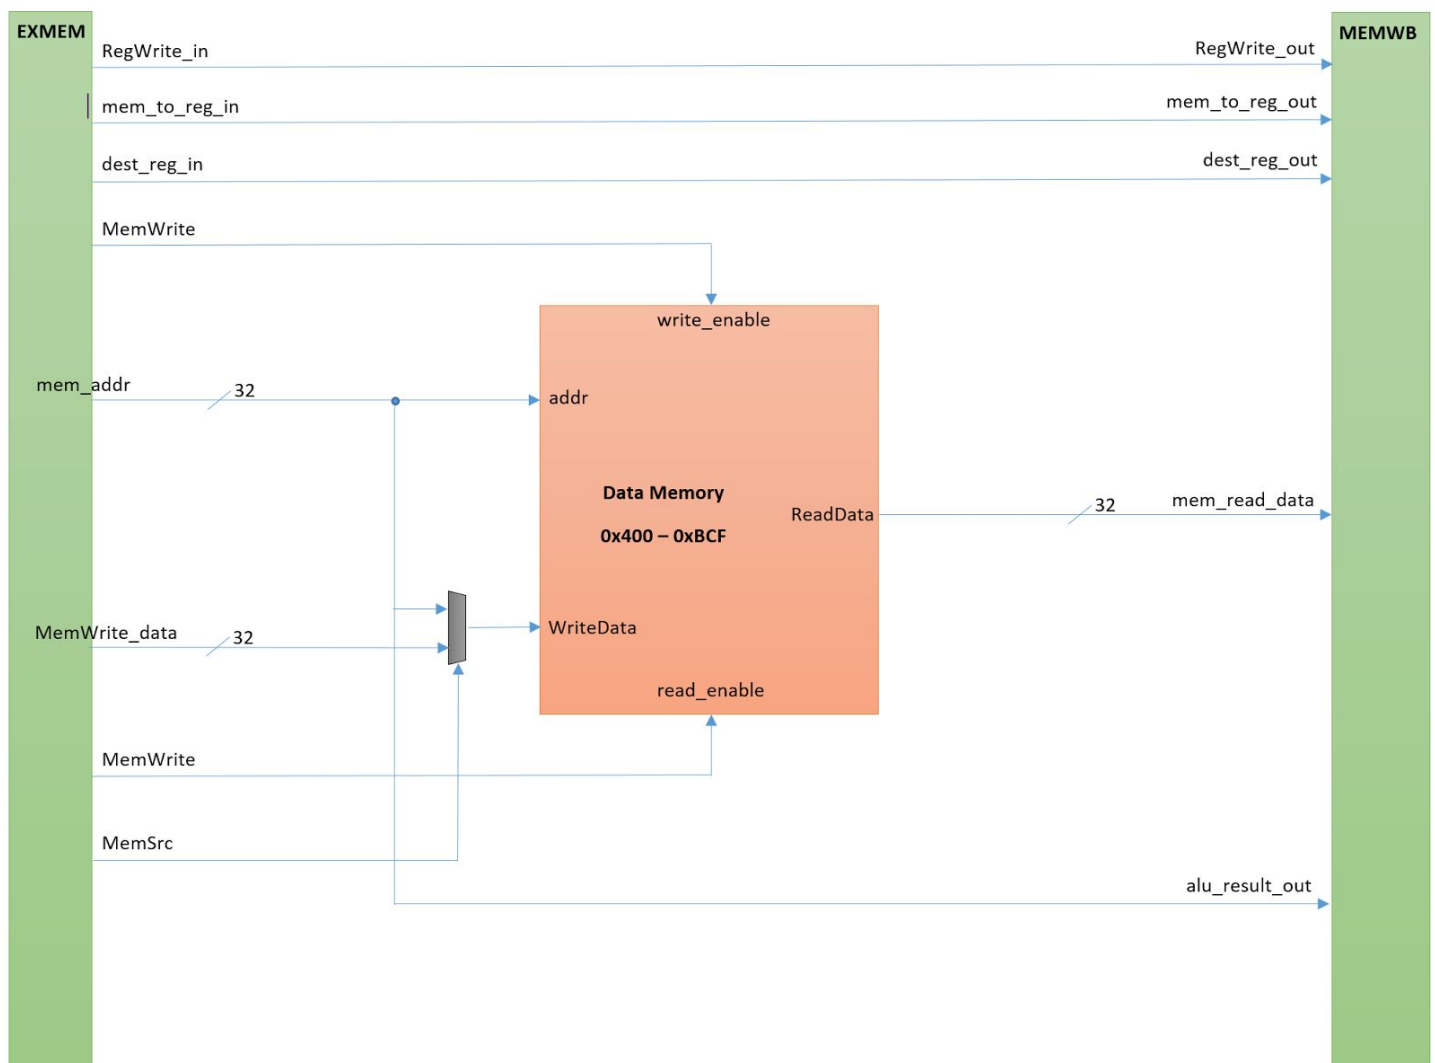 EXMEM
MEMWB
RegWrite_in
RegWrite_out
mem_to_reg_in
mem_to_reg_out
dest_reg_in
dest_reg_out
MemWrite
write_enable
mem_addr
32
addr
Data Memory
0x400 – 0xBCF
ReadData
32
mem_read_data
MemWrite_data
32
WriteData
read_enable
MemWrite
MemSrc
alu_result_out